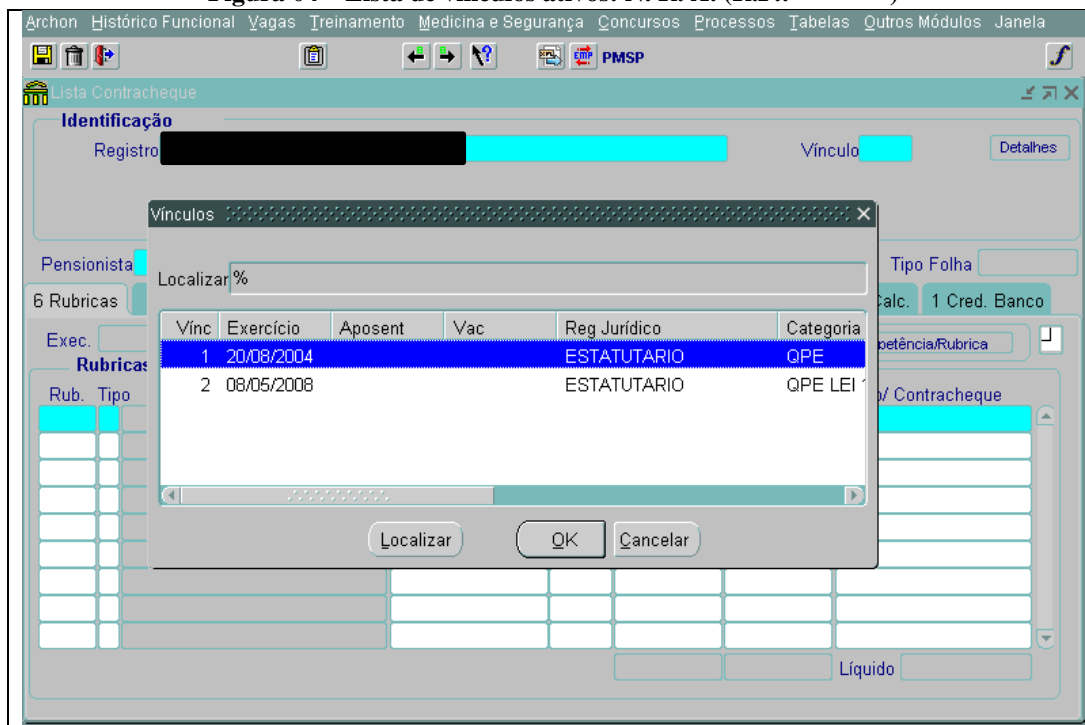 Archon Histórico Funcional Vagas Treinamento Medicina e Segurança Concursos Processos Tabelas Outros Módulos Janela
PMSP
Lista Contracheque
Identificação
Registro Vínculo Detalhes
Vínculos
Pensionista Tipo Folha
Localizar %
6 Rubricas Calc. 1 Cred. Banco
Vínc Exercício Aposent Vac Reg Jurídico Categoria
Exec. petência/Rubrica
1 20/08/2004 ESTATUTARIO QPE
Rubricas
2 08/05/2008 ESTATUTARIO QPE LEI
Rub. Tipo / Contracheque
Localizar OK Cancelar
Líquido